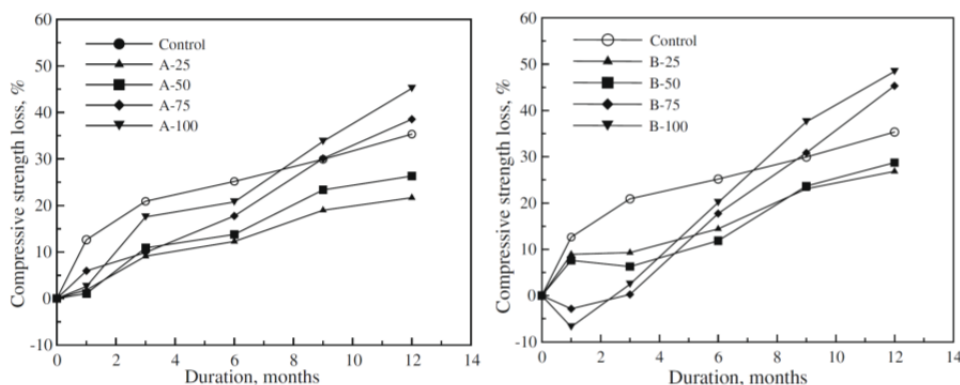 60
50
40
30
20
10
0
-10
Compressive strength loss, %
Control
A-25
A-50
A-75
A-100
0 2 4 6 8 10 12 14
Duration, months
60
50
40
30
20
10
0
-10
Compressive strength loss, %
Control
B-25
B-50
B-75
B-100
0 2 4 6 8 10 12 14
Duration, months